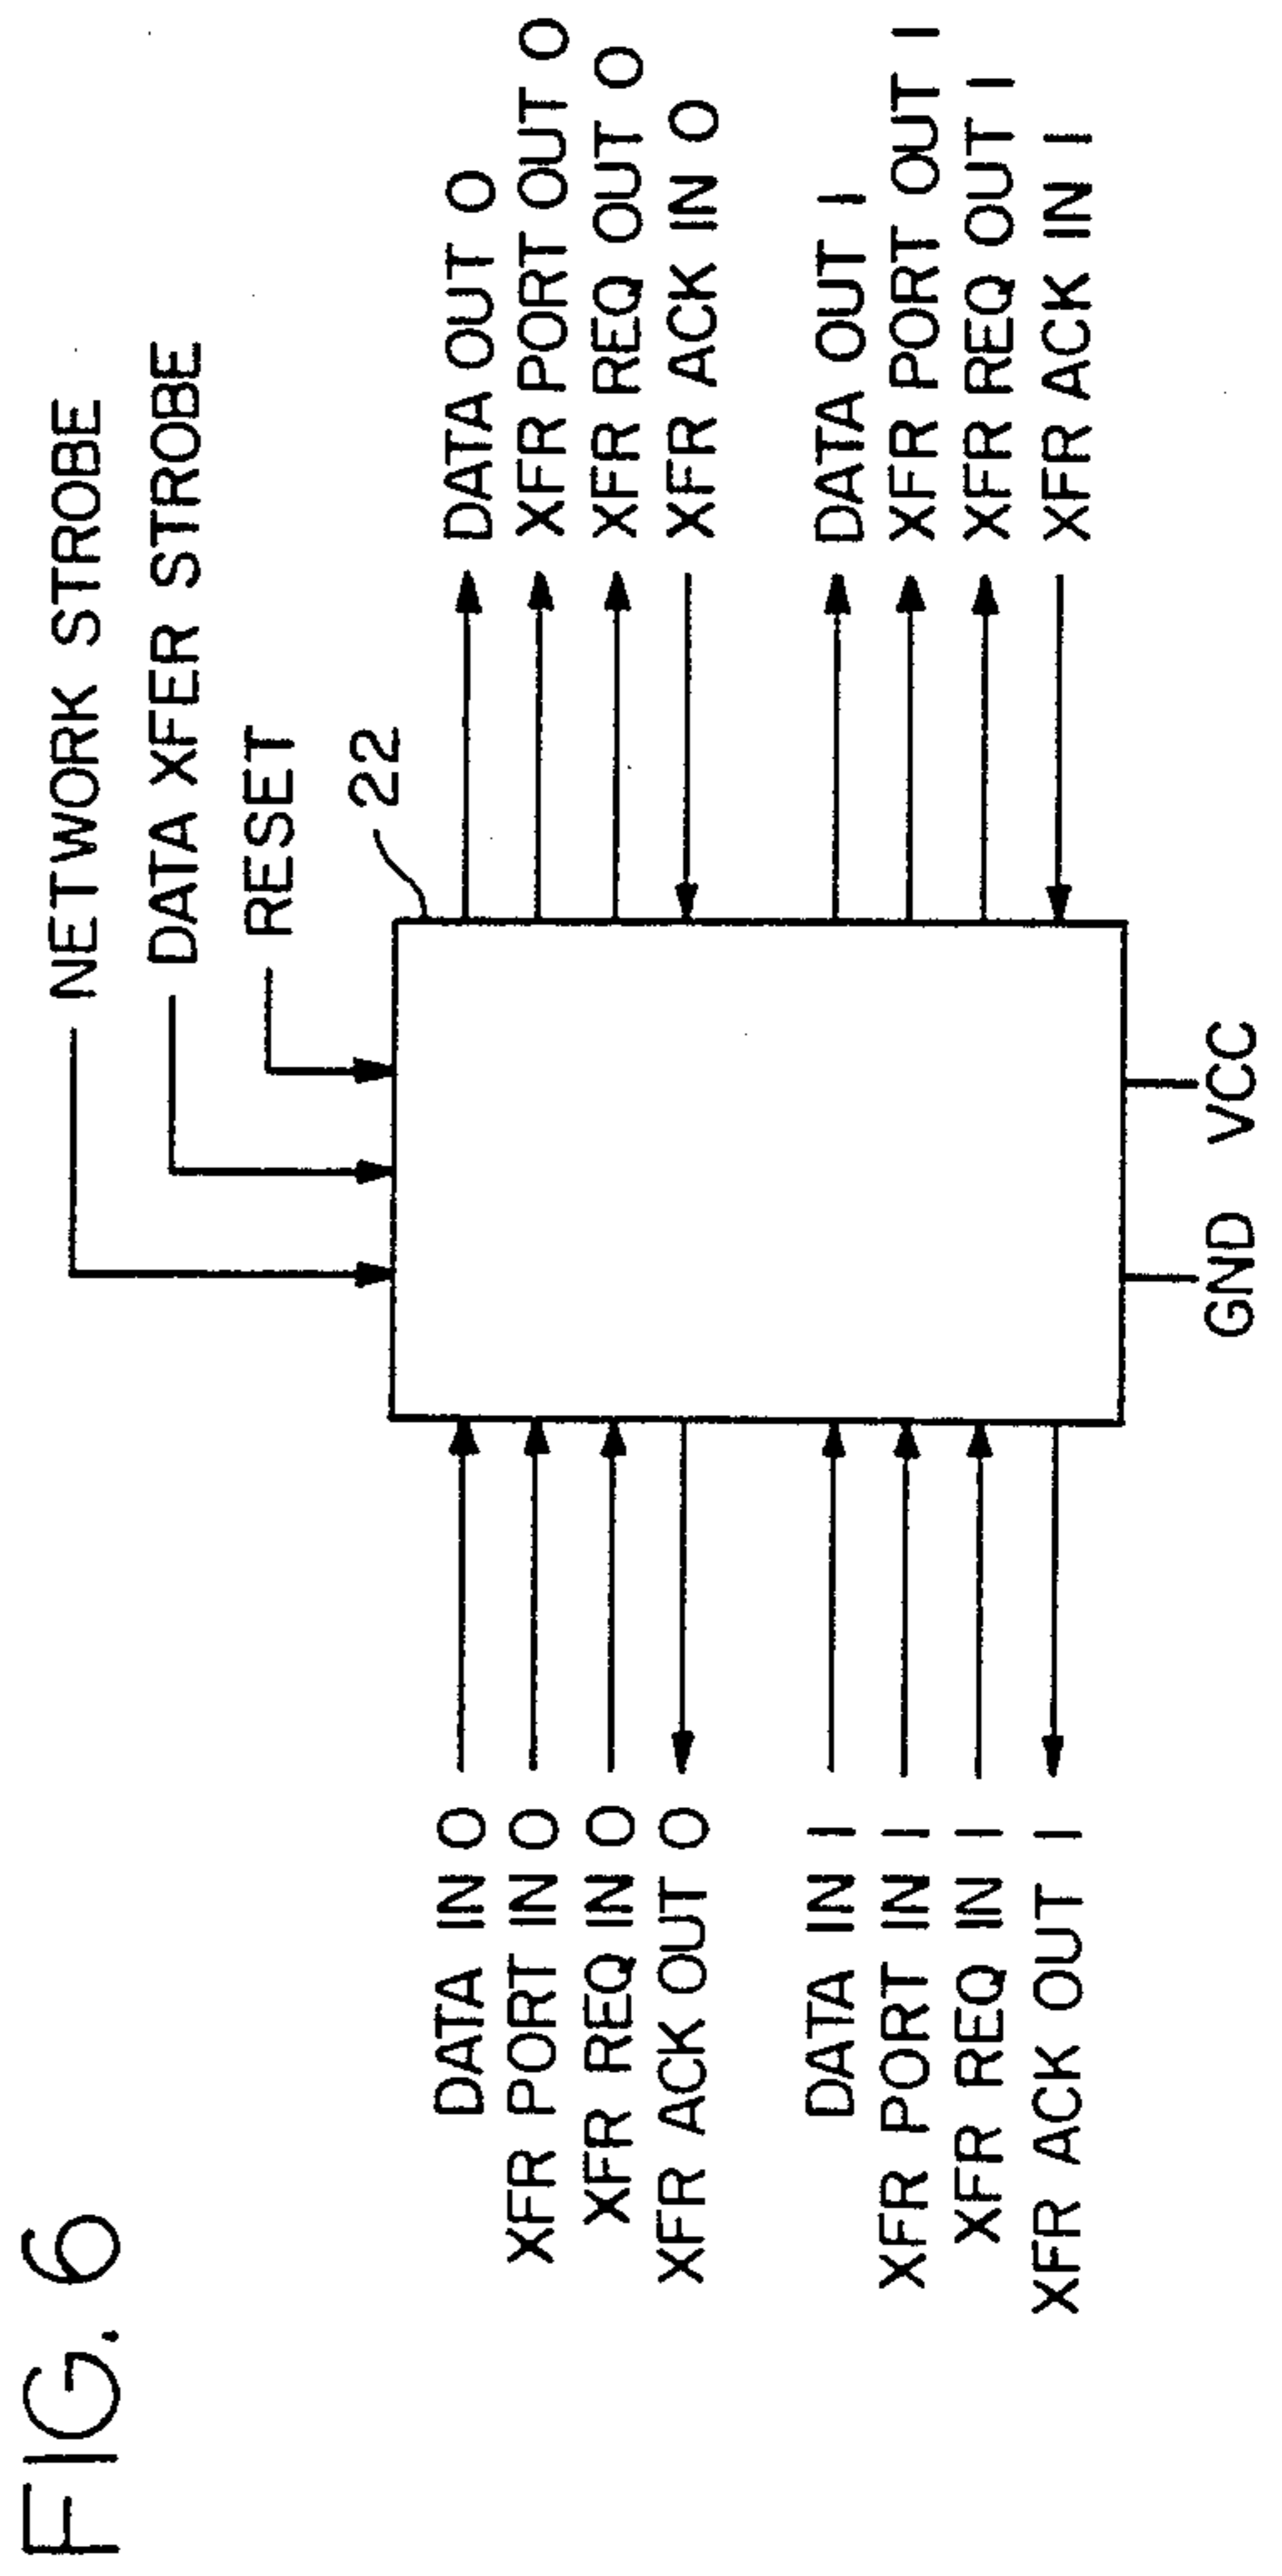 FIG. 6
NETWORK STROBE
DATA XFER STROBE
RESET
22
DATA IN 0
XFR PORT IN 0
XFR REQ IN 0
XFR ACK OUT 0
DATA IN 1
XFR PORT IN 1
XFR REQ IN 1
XFR ACK OUT 1
DATA OUT 0
XFR PORT OUT 0
XFR REQ OUT 0
XFR ACK IN 0
DATA OUT 1
XFR PORT OUT 1
XFR REQ OUT 1
XFR ACK IN 1
GND VCC